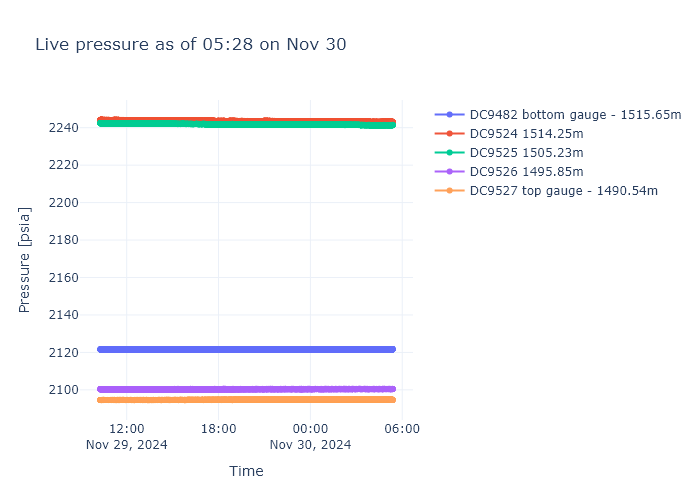 Live pressure as of 05:28 on Nov 30
DC9482 bottom gauge - 1515.65m
DC9524 1514.25m
DC9525 1505.23m
DC9526 1495.85m
DC9527 top gauge - 1490.54m
Pressure [psia]
2240
2220
2200
2180
2160
2140
2120
2100
12:00
Nov 29, 2024
18:00
00:00
Nov 30, 2024
06:00
Time